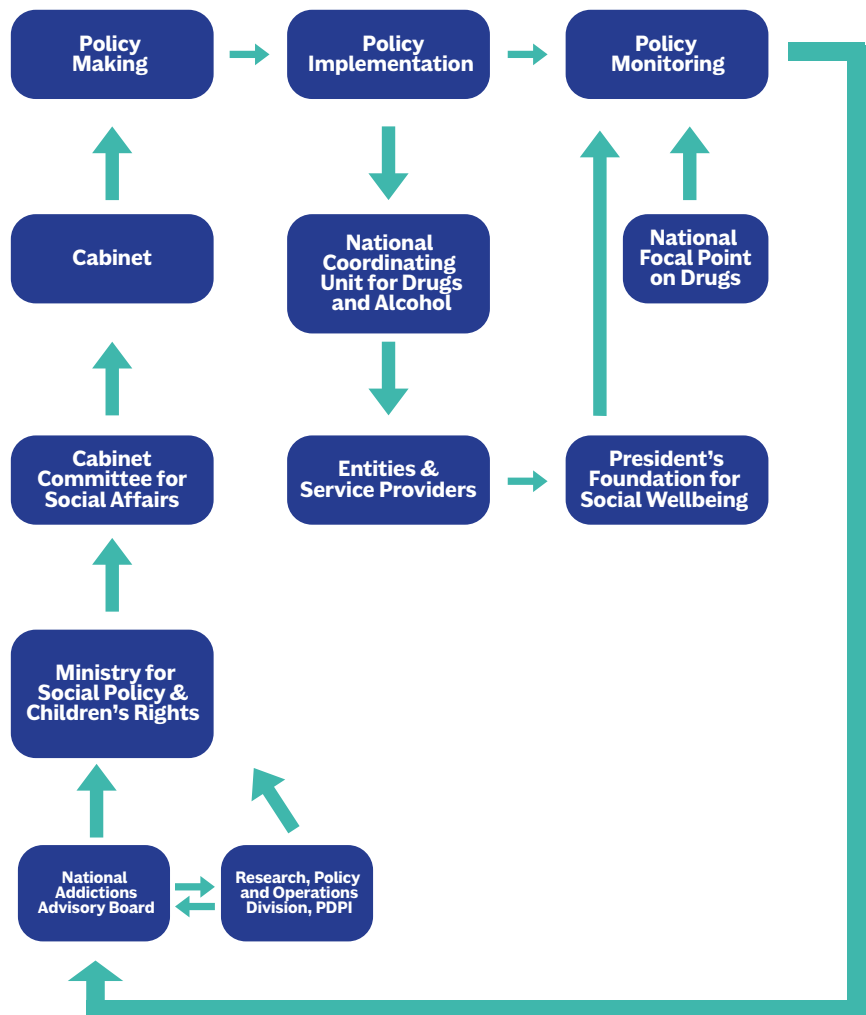 Policy
Making
Policy
Implementation
Policy
Monitoring
Cabinet
National
Coordinating
Unit for Drugs
and Alcohol
National
Focal Point
on Drugs
Cabinet
Committee for
Social Affairs
Entities &
Service Providers
President’s
Foundation for
Social Wellbeing
Ministry for
Social Policy &
Children’s Rights
National
Addictions
Advisory Board
Research, Policy
and Operations
Division, PDPI